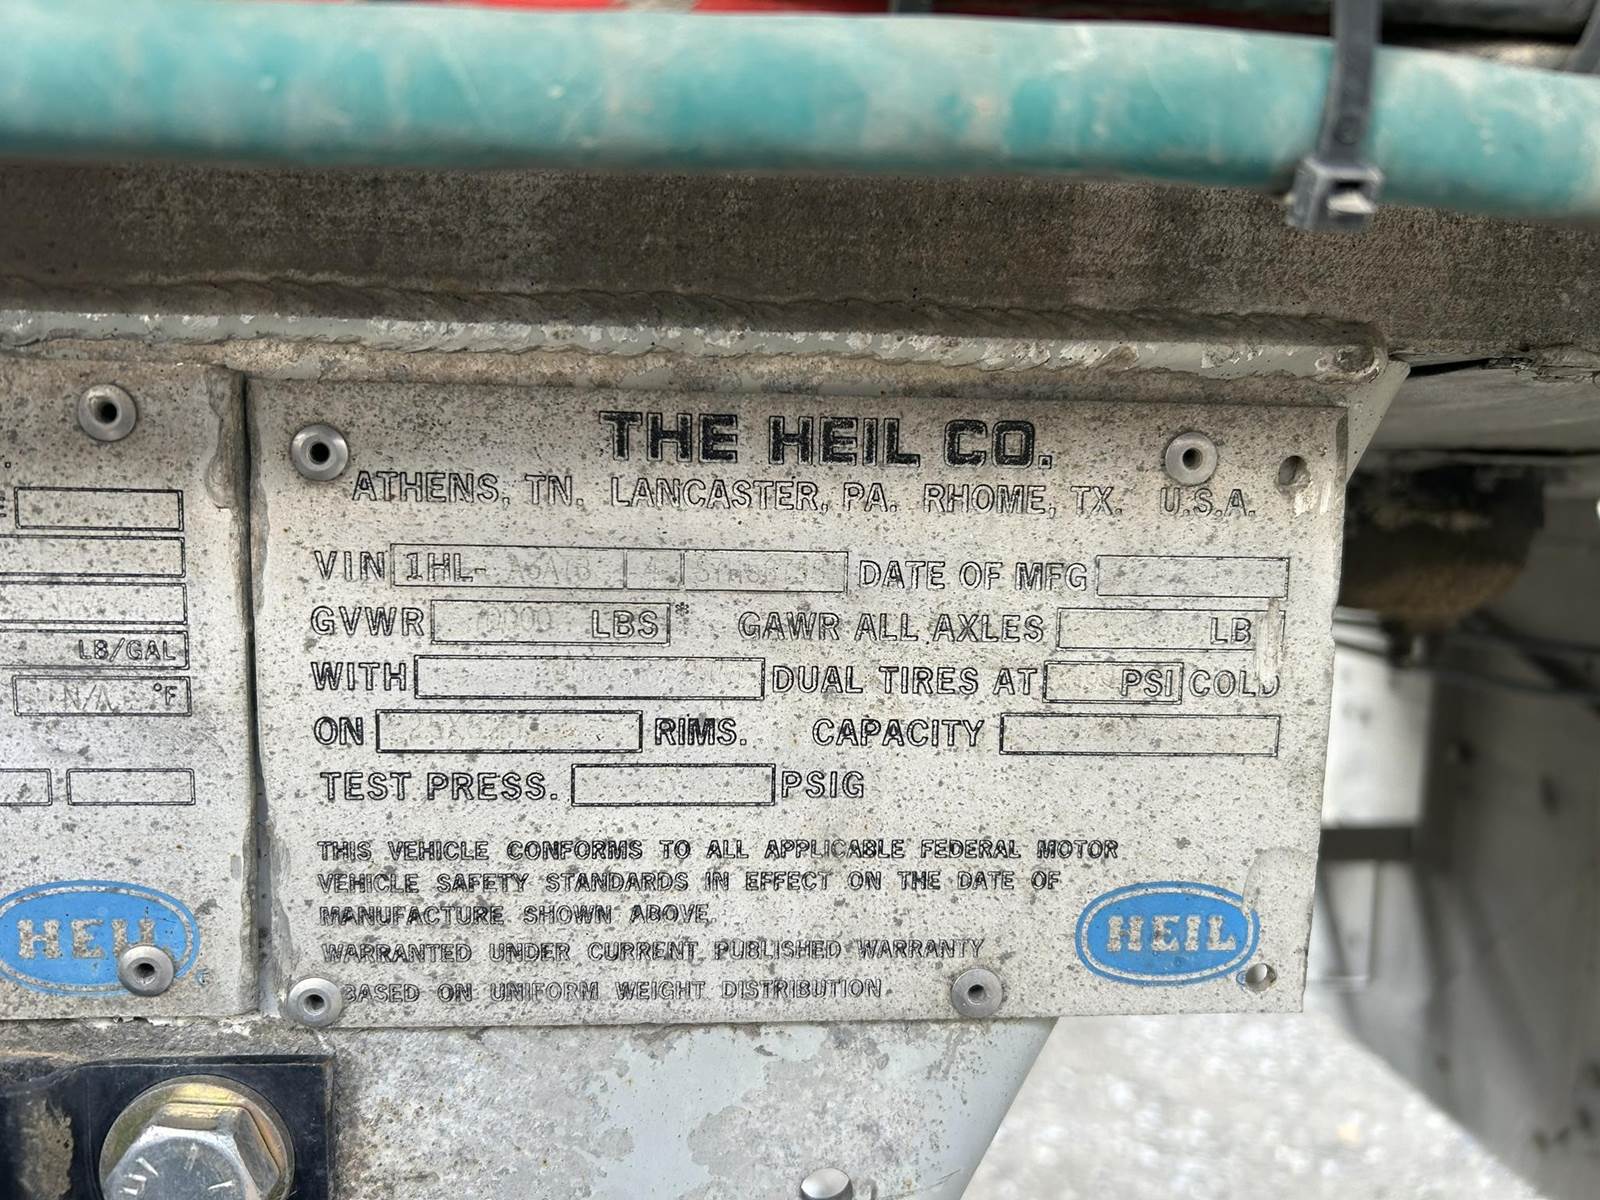 THE HEIL CO.
ATHENS, TN. LANCASTER, PA. RHOME, TX. U.S.A.
VIN 1HL- A6A7B 4 DATE OF MFG
GVWR LBS* GAWR ALL AXLES LB
WITH DUAL TIRES AT PSI COLD
ON RIMS. CAPACITY
TEST PRESS. PSIG
THIS VEHICLE CONFORMS TO ALL APPLICABLE FEDERAL MOTOR
VEHICLE SAFETY STANDARDS IN EFFECT ON THE DATE OF
MANUFACTURE SHOWN ABOVE.
WARRANTED UNDER CURRENT PUBLISHED WARRANTY
BASED ON UNIFORM WEIGHT DISTRIBUTION
HEIL
LB/GAL
N/A °F
HEIL